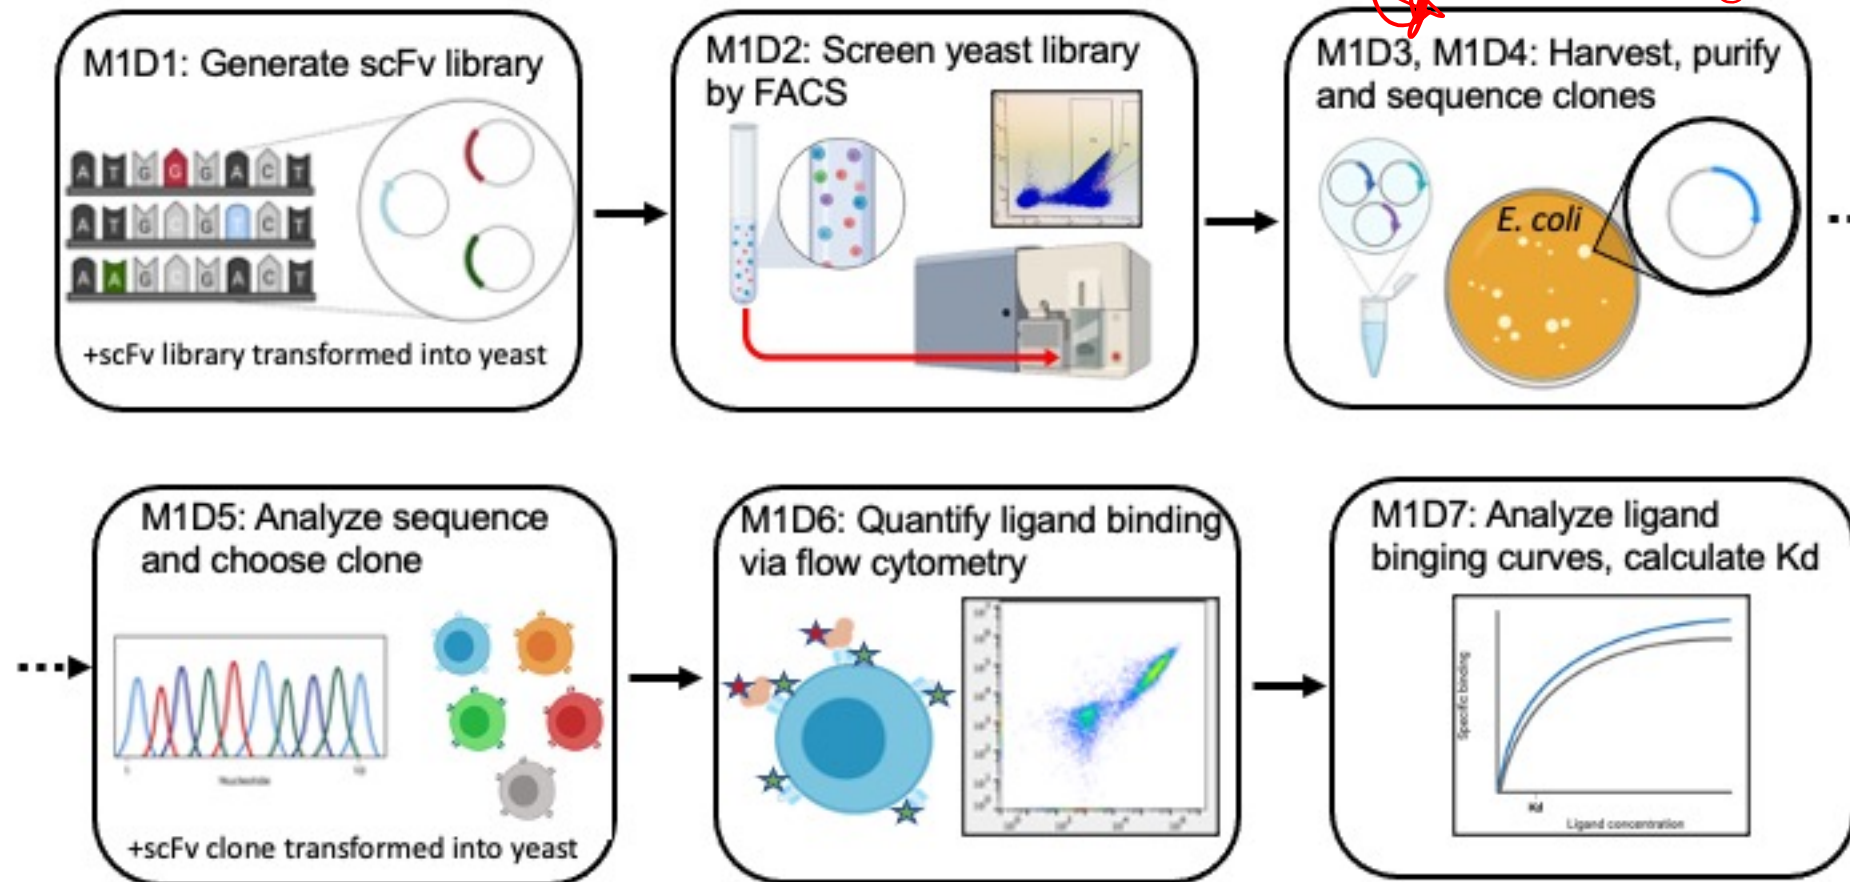 M1D1: Generate scFv library
A T G G G A C T
A T G C G T C T
A A G C G A C T
+scFv library transformed into yeast
M1D2: Screen yeast library
by FACS
M1D3, M1D4: Harvest, purify
and sequence clones
E. coli
M1D5: Analyze sequence
and choose clone
Nucleotide
+scFv clone transformed into yeast
M1D6: Quantify ligand binding
via flow cytometry
M1D7: Analyze ligand
binging curves, calculate Kd
Specific binding
Kd
Ligand concentration